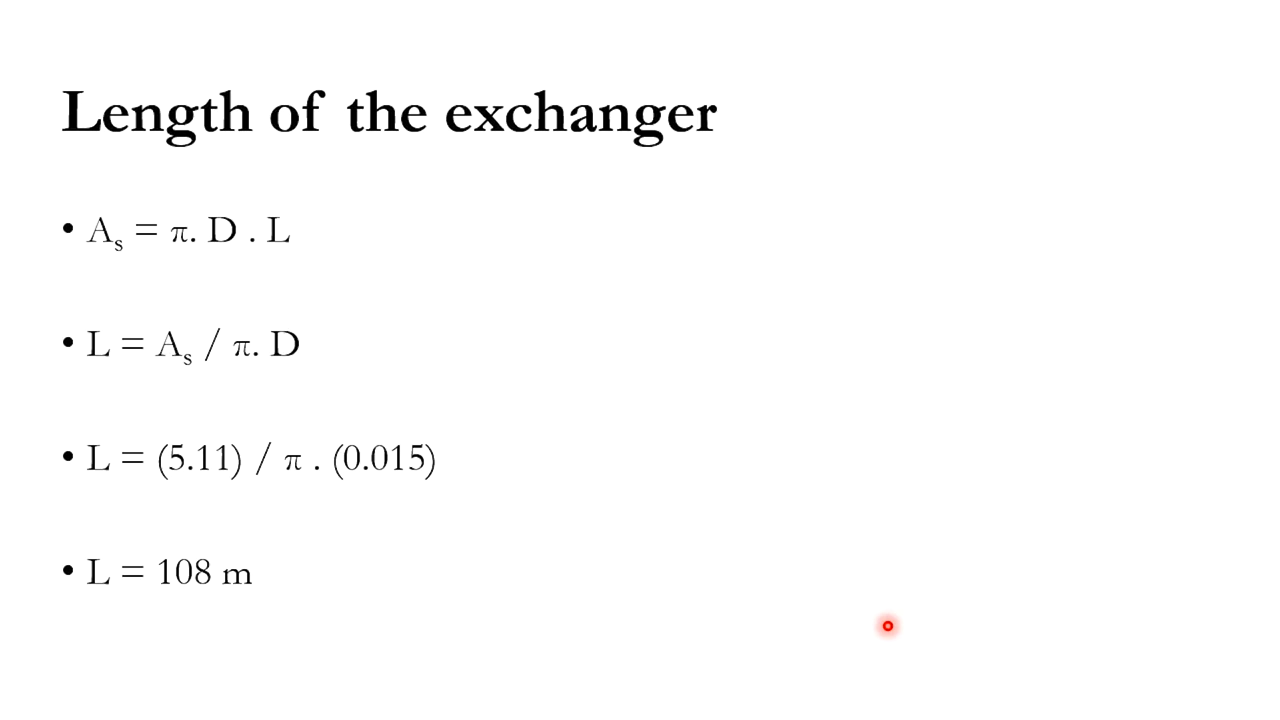 Length of the exchanger
• Aₛ = π. D . L
• L = Aₛ / π. D
• L = (5.11) / π . (0.015)
• L = 108 m